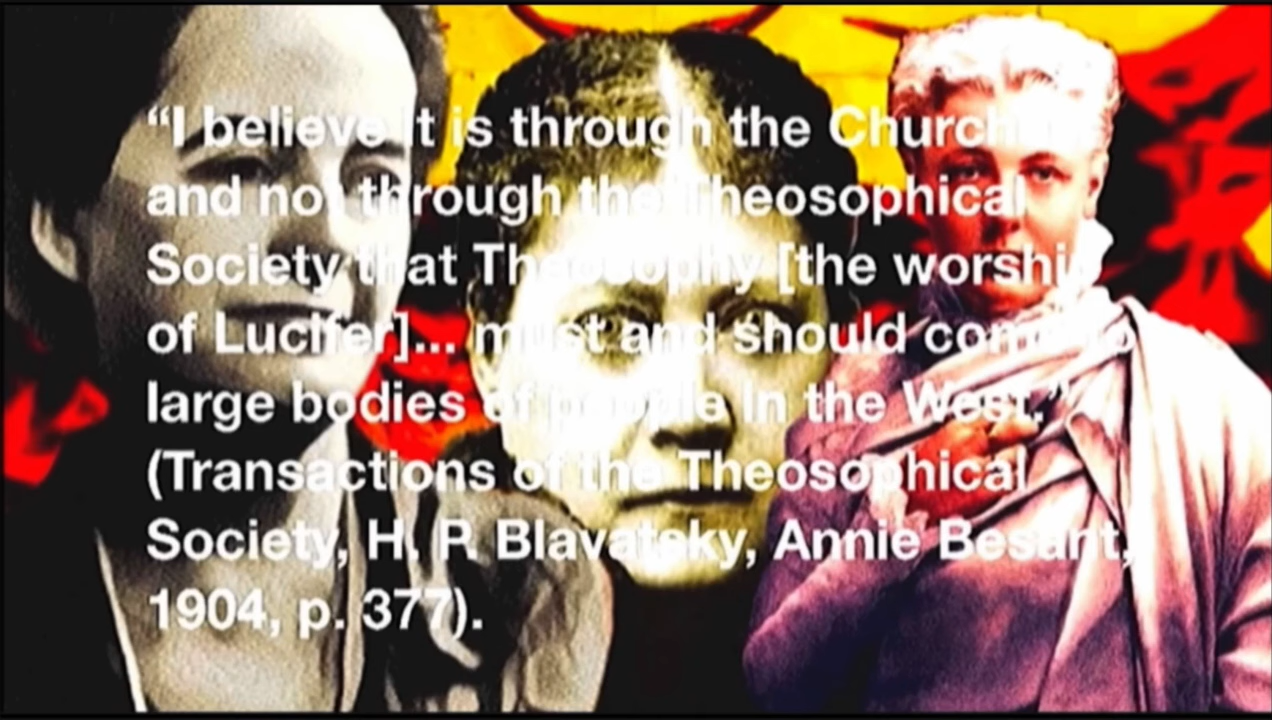 “I believe it is through the Church
and not through the Theosophical
Society that Theosophy [the worship
of Lucifer]... must and should come to
large bodies of people in the West.”
(Transactions of the Theosophical
Society, H. P. Blavatsky, Annie Besant,
1904, p. 377).